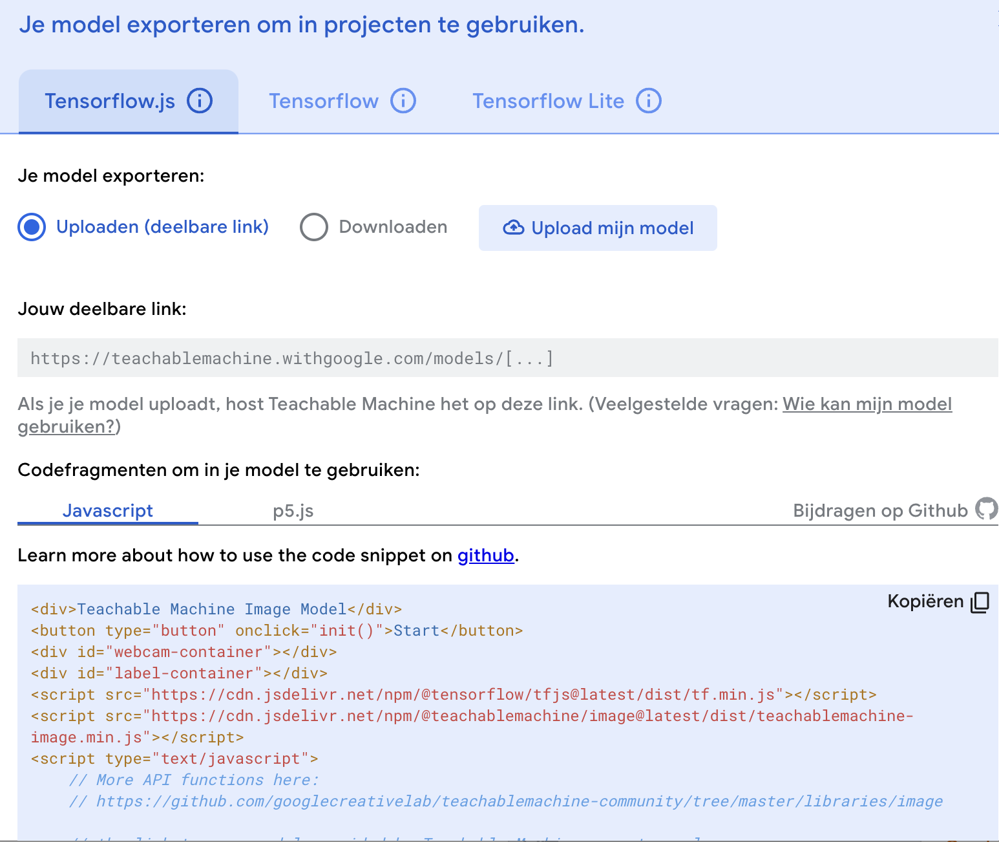 Je model exporteren om in projecten te gebruiken.
Tensorflow.js Tensorflow Tensorflow Lite
Je model exporteren:
Uploaden (deelbare link) Downloaden Upload mijn model
Jouw deelbare link:
https://teachablemachine.withgoogle.com/models/[...]
Als je je model uploadt, host Teachable Machine het op deze link. (Veelgestelde vragen: Wie kan mijn model
gebruiken?)
Codefragmenten om in je model te gebruiken:
Javascript p5.js Bijdragen op Github
Learn more about how to use the code snippet on github.
Kopiëren
<div>Teachable Machine Image Model</div>
<button type="button" onclick="init()">Start</button>
<div id="webcam-container"></div>
<div id="label-container"></div>
<script src="https://cdn.jsdelivr.net/npm/@tensorflow/tfjs@latest/dist/tf.min.js"></script>
<script src="https://cdn.jsdelivr.net/npm/@teachablemachine/image@latest/dist/teachablemachine-
image.min.js"></script>
<script type="text/javascript">
// More API functions here:
// https://github.com/googlecreativelab/teachablemachine-community/tree/master/libraries/image